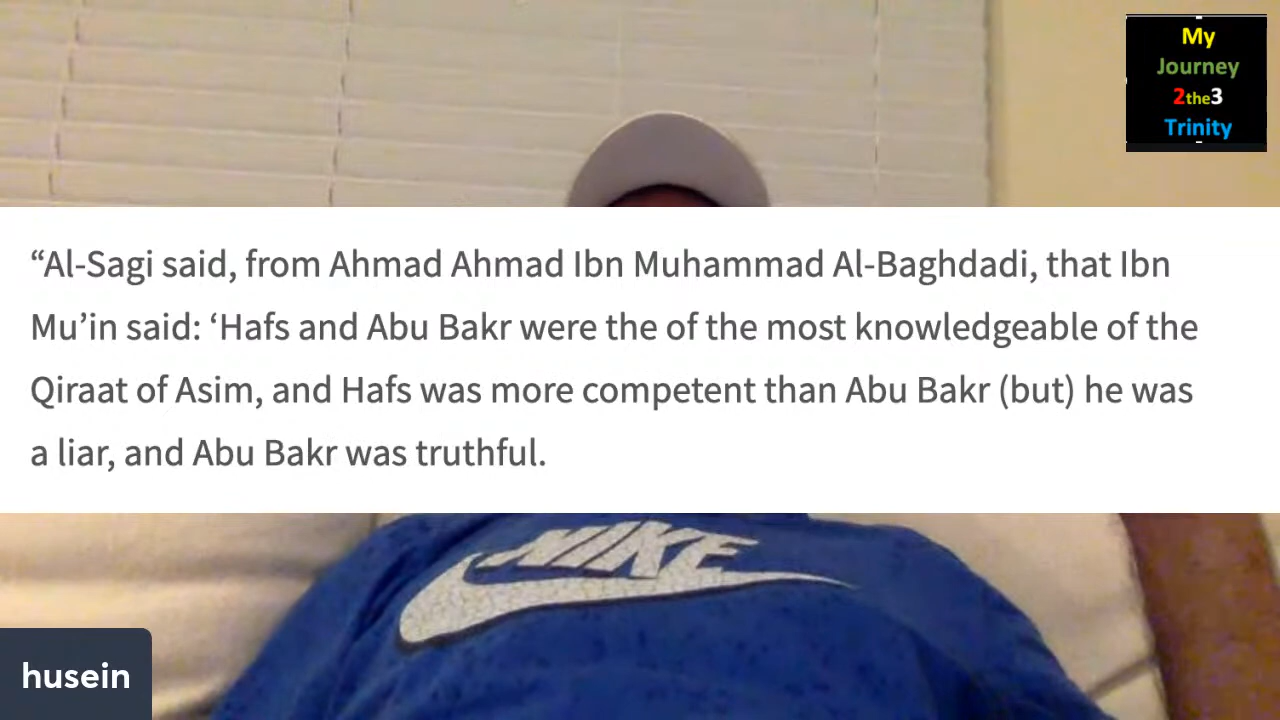 My
Journey
2the3
Trinity
“Al-Sagi said, from Ahmad Ahmad Ibn Muhammad Al-Baghdadi, that Ibn
Mu’in said: ‘Hafs and Abu Bakr were the of the most knowledgeable of the
Qiraat of Asim, and Hafs was more competent than Abu Bakr (but) he was
a liar, and Abu Bakr was truthful.
NIKE
husein